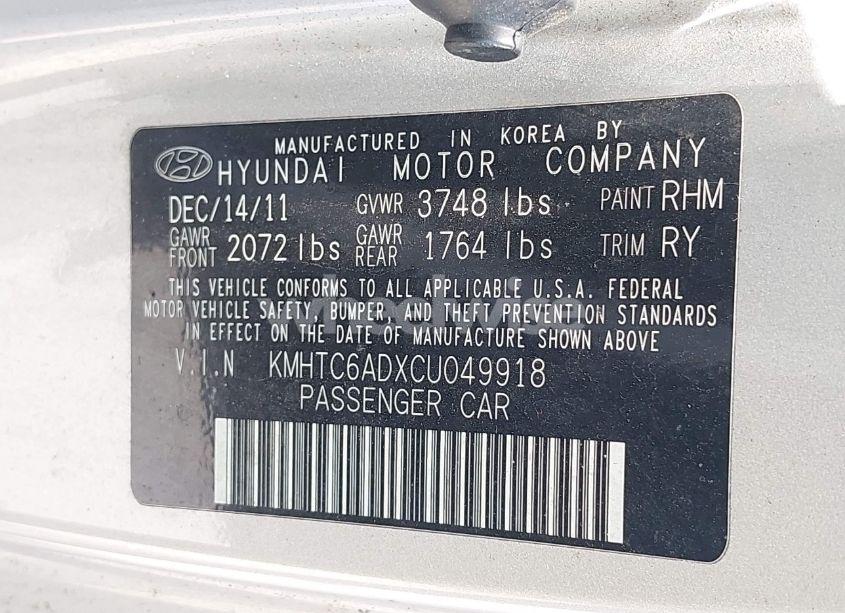 MANUFACTURED IN KOREA BY
HYUNDAI MOTOR COMPANY
DEC/14/11 GVWR 3748 lbs PAINT RHM
GAWR FRONT 2072 lbs GAWR REAR 1764 lbs TRIM RY
THIS VEHICLE CONFORMS TO ALL APPLICABLE U.S.A. FEDERAL
MOTOR VEHICLE SAFETY, BUMPER, AND THEFT PREVENTION STANDARDS
IN EFFECT ON THE DATE OF MANUFACTURE SHOWN ABOVE
V.I.N KMHTC6ADXCU049918
PASSENGER CAR